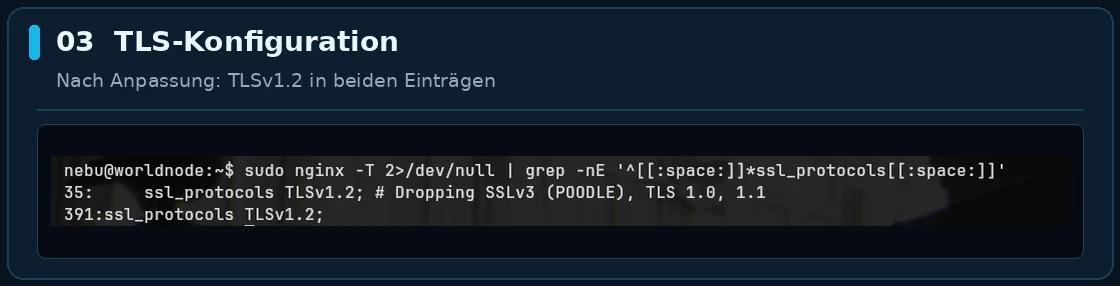 03 TLS-Konfiguration
Nach Anpassung: TLSv1.2 in beiden Einträgen
nebu@worldnode:~$ sudo nginx -T 2>/dev/null | grep -nE '^[[:space:]]*ssl_protocols[[:space:]]'
35:     ssl_protocols TLSv1.2; # Dropping SSLv3 (POODLE), TLS 1.0, 1.1
391:ssl_protocols TLSv1.2;